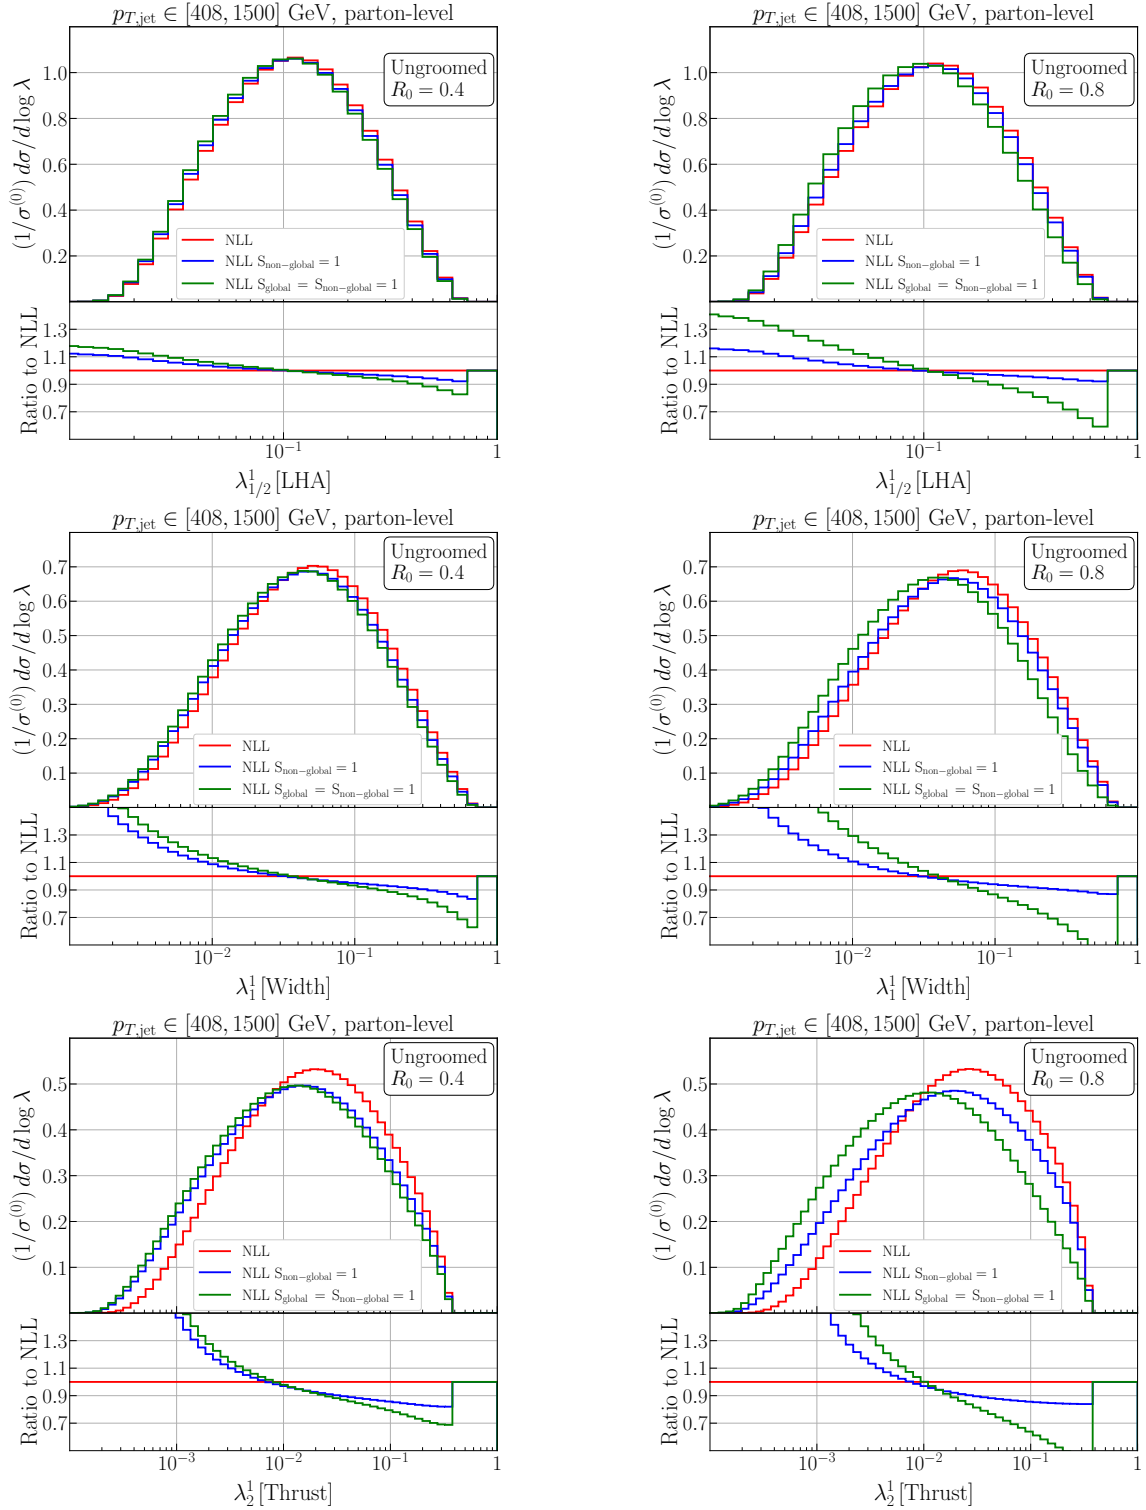 p_{T,jet} ∈ [408, 1500] GeV, parton-level
(1/σ^{(0)}) dσ/d log λ
1.0
0.8
0.6
0.4
0.2
Ungroomed
R_0 = 0.4
NLL
NLL S_{non−global} = 1
NLL S_{global} = S_{non−global} = 1
Ratio to NLL
1.3
1.1
0.9
0.7
10^{−1}
1
λ^1_{1/2} [LHA]
p_{T,jet} ∈ [408, 1500] GeV, parton-level
(1/σ^{(0)}) dσ/d log λ
1.0
0.8
0.6
0.4
0.2
Ungroomed
R_0 = 0.8
NLL
NLL S_{non−global} = 1
NLL S_{global} = S_{non−global} = 1
Ratio to NLL
1.3
1.1
0.9
0.7
10^{−1}
1
λ^1_{1/2} [LHA]
p_{T,jet} ∈ [408, 1500] GeV, parton-level
(1/σ^{(0)}) dσ/d log λ
0.7
0.6
0.5
0.4
0.3
0.2
0.1
Ungroomed
R_0 = 0.4
NLL
NLL S_{non−global} = 1
NLL S_{global} = S_{non−global} = 1
Ratio to NLL
1.3
1.1
0.9
0.7
10^{−2}
10^{−1}
1
λ^1_1 [Width]
p_{T,jet} ∈ [408, 1500] GeV, parton-level
(1/σ^{(0)}) dσ/d log λ
0.7
0.6
0.5
0.4
0.3
0.2
0.1
Ungroomed
R_0 = 0.8
NLL
NLL S_{non−global} = 1
NLL S_{global} = S_{non−global} = 1
Ratio to NLL
1.3
1.1
0.9
0.7
10^{−2}
10^{−1}
1
λ^1_1 [Width]
p_{T,jet} ∈ [408, 1500] GeV, parton-level
(1/σ^{(0)}) dσ/d log λ
0.5
0.4
0.3
0.2
0.1
Ungroomed
R_0 = 0.4
NLL
NLL S_{non−global} = 1
NLL S_{global} = S_{non−global} = 1
Ratio to NLL
1.3
1.1
0.9
0.7
10^{−3}
10^{−2}
10^{−1}
1
λ^1_2 [Thrust]
p_{T,jet} ∈ [408, 1500] GeV, parton-level
(1/σ^{(0)}) dσ/d log λ
0.5
0.4
0.3
0.2
0.1
Ungroomed
R_0 = 0.8
NLL
NLL S_{non−global} = 1
NLL S_{global} = S_{non−global} = 1
Ratio to NLL
1.3
1.1
0.9
0.7
10^{−3}
10^{−2}
10^{−1}
1
λ^1_2 [Thrust]